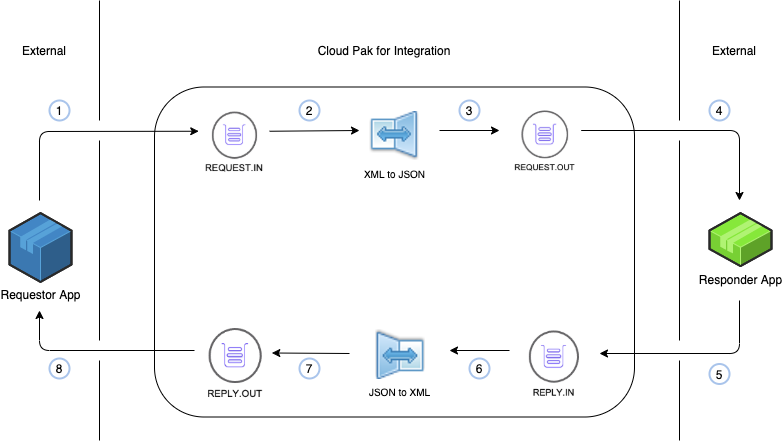 External
Cloud Pak for Integration
External
1
2
3
4
REQUEST.IN
XML to JSON
REQUEST.OUT
Requestor App
Responder App
8
7
6
5
REPLY.OUT
JSON to XML
REPLY.IN